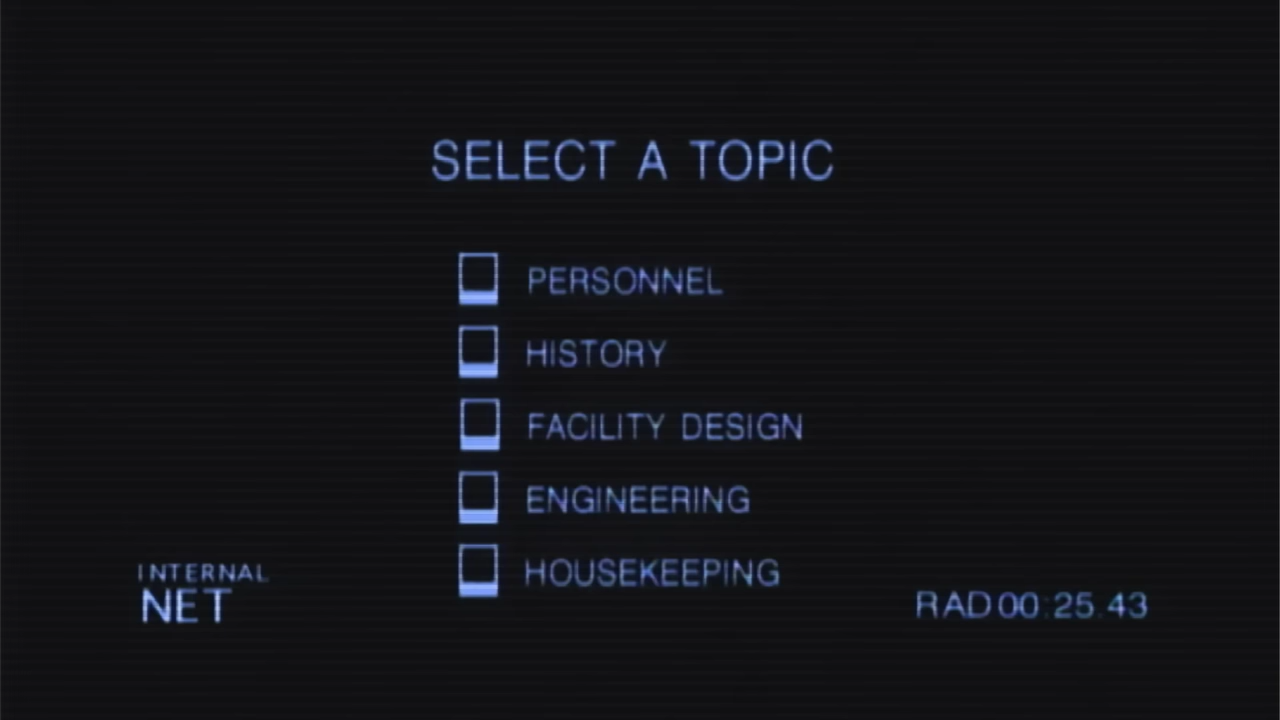 SELECT A TOPIC
PERSONNEL
HISTORY
FACILITY DESIGN
ENGINEERING
HOUSEKEEPING
INTERNAL
NET
RAD 00:25.43